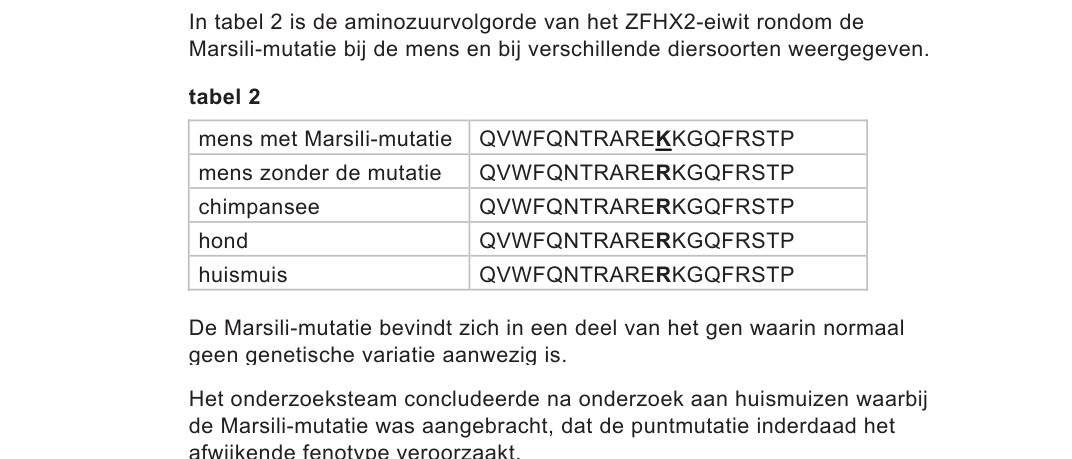 In tabel 2 is de aminozuurvolgorde van het ZFHX2-eiwit rondom de
Marsili-mutatie bij de mens en bij verschillende diersoorten weergegeven.
tabel 2
mens met Marsili-mutatie QVWFQNTRAREKKGQFRSTP
mens zonder de mutatie QVWFQNTRARERKGQFRSTP
chimpansee QVWFQNTRARERKGQFRSTP
hond QVWFQNTRARERKGQFRSTP
huismuis QVWFQNTRARERKGQFRSTP
De Marsili-mutatie bevindt zich in een deel van het gen waarin normaal
geen genetische variatie aanwezig is.
Het onderzoeksteam concludeerde na onderzoek aan huismuizen waarbij
de Marsili-mutatie was aangebracht, dat de puntmutatie inderdaad het
afwijkende fenotype veroorzaakt.